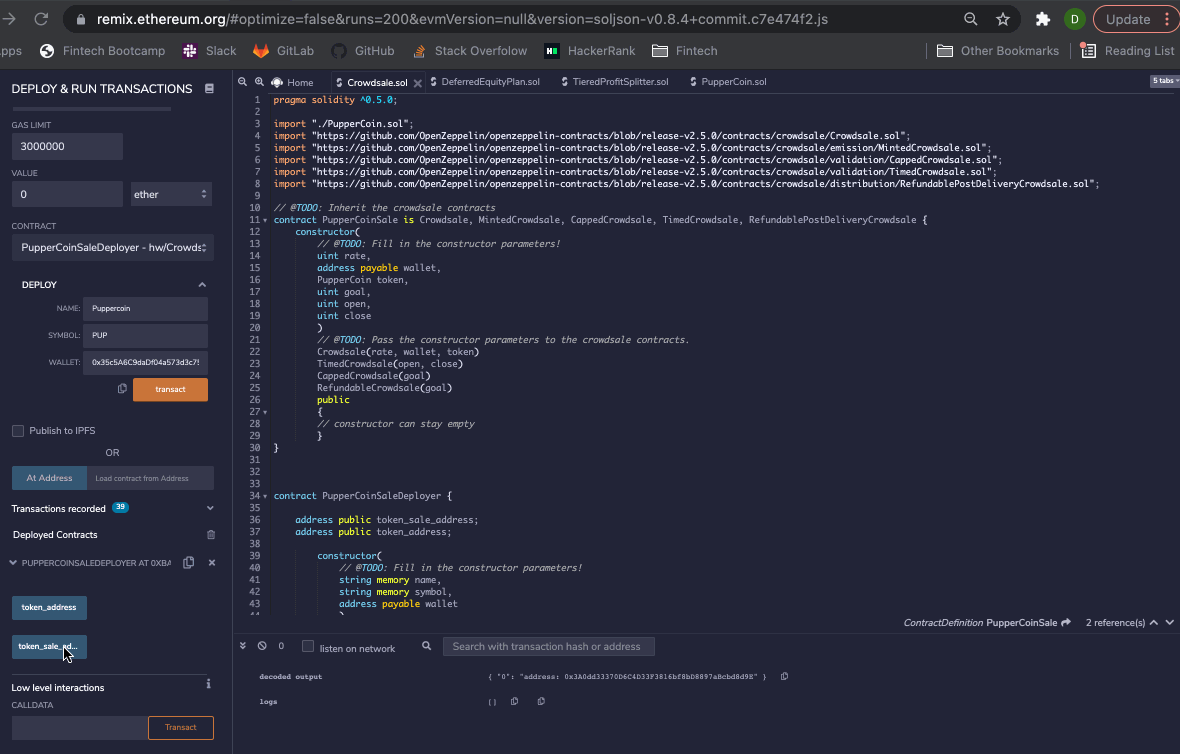 remix.ethereum.org/#optimize=false&runs=200&evmVersion=null&version=soljson-v0.8.4+commit.c7e474f2.js
D
Update
pps
Fintech Bootcamp
Slack
GitLab
GitHub
Stack Overfolow
HackerRank
Fintech
Other Bookmarks
Reading List
DEPLOY & RUN TRANSACTIONS
GAS LIMIT
3000000
VALUE
0
ether
CONTRACT
PupperCoinSaleDeployer - hw/Crowds
DEPLOY
NAME: Puppercoin
SYMBOL: PUP
WALLET: 0x35c5A6C9daDf04a573d3c7!
transact
Publish to IPFS
OR
At Address
Load contract from Address
Transactions recorded 39
Deployed Contracts
PUPPERCOINSALEDEPLOYER AT 0XBA
token_address
token_sale_ad...
Low level interactions
CALLDATA
Transact
Home
Crowdsale.sol
DeferredEquityPlan.sol
TieredProfitSplitter.sol
PupperCoin.sol
5 tabs
1 pragma solidity ^0.5.0;
2
3 import "./PupperCoin.sol";
4 import "https://github.com/OpenZeppelin/openzeppelin-contracts/blob/release-v2.5.0/contracts/crowdsale/Crowdsale.sol";
5 import "https://github.com/OpenZeppelin/openzeppelin-contracts/blob/release-v2.5.0/contracts/crowdsale/emission/MintedCrowdsale.sol";
6 import "https://github.com/OpenZeppelin/openzeppelin-contracts/blob/release-v2.5.0/contracts/crowdsale/validation/CappedCrowdsale.sol";
7 import "https://github.com/OpenZeppelin/openzeppelin-contracts/blob/release-v2.5.0/contracts/crowdsale/validation/TimedCrowdsale.sol";
8 import "https://github.com/OpenZeppelin/openzeppelin-contracts/blob/release-v2.5.0/contracts/crowdsale/distribution/RefundablePostDeliveryCrowdsale.sol";
9
10 // @TODO: Inherit the crowdsale contracts
11 contract PupperCoinSale is Crowdsale, MintedCrowdsale, CappedCrowdsale, TimedCrowdsale, RefundablePostDeliveryCrowdsale {
12 constructor(
13 // @TODO: Fill in the constructor parameters!
14 uint rate,
15 address payable wallet,
16 PupperCoin token,
17 uint goal,
18 uint open,
19 uint close
20 )
21 // @TODO: Pass the constructor parameters to the crowdsale contracts.
22 Crowdsale(rate, wallet, token)
23 TimedCrowdsale(open, close)
24 CappedCrowdsale(goal)
25 RefundableCrowdsale(goal)
26 public
27 {
28 // constructor can stay empty
29 }
30 }
31
32
33
34 contract PupperCoinSaleDeployer {
35
36 address public token_sale_address;
37 address public token_address;
38
39 constructor(
40 // @TODO: Fill in the constructor parameters!
41 string memory name,
42 string memory symbol,
43 address payable wallet
ContractDefinition PupperCoinSale
2 reference(s)
0
listen on network
Search with transaction hash or address
decoded output
{ "0": "address: 0x3A0dd33370D6C4D33F3816bf8bD8897aBcbd8d9E" }
logs
[]